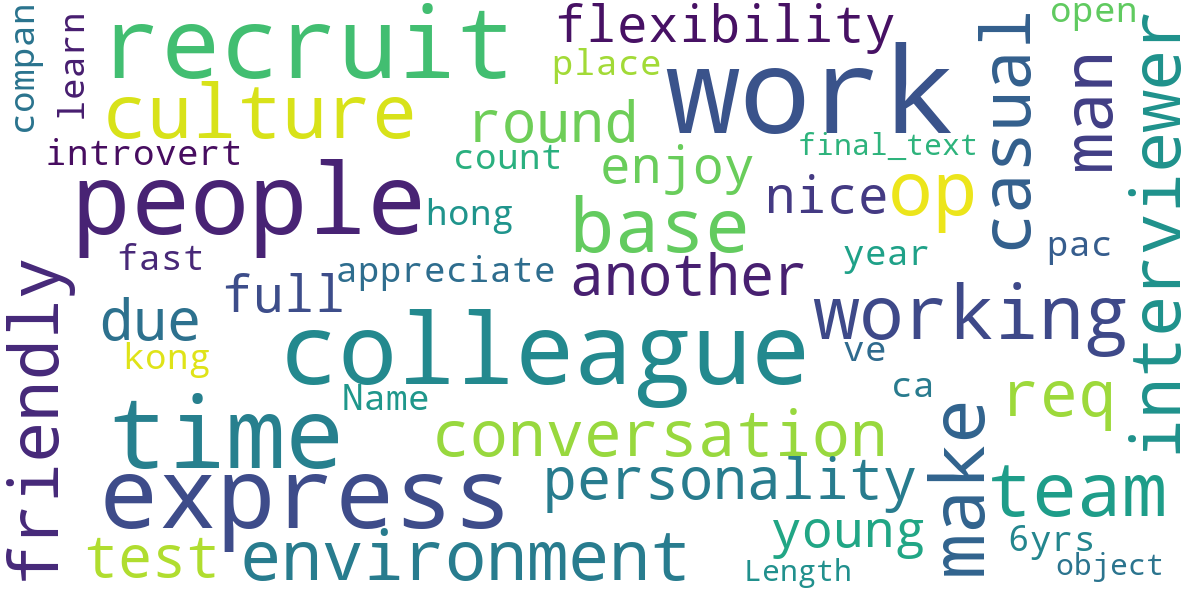 compan
learn
recruit
flexibility
open
place
work
casual
man
interviewer
culture
round
final_text
introvert
count
enjoy
people
nice
op
hong
base
fast
appreciate
another
year
pac
friendly
full
due
working
kong
colleague
ve
Name
ca
req
time
conversation
make
express
personality
team
test
environment
young
6yrs
Length
object